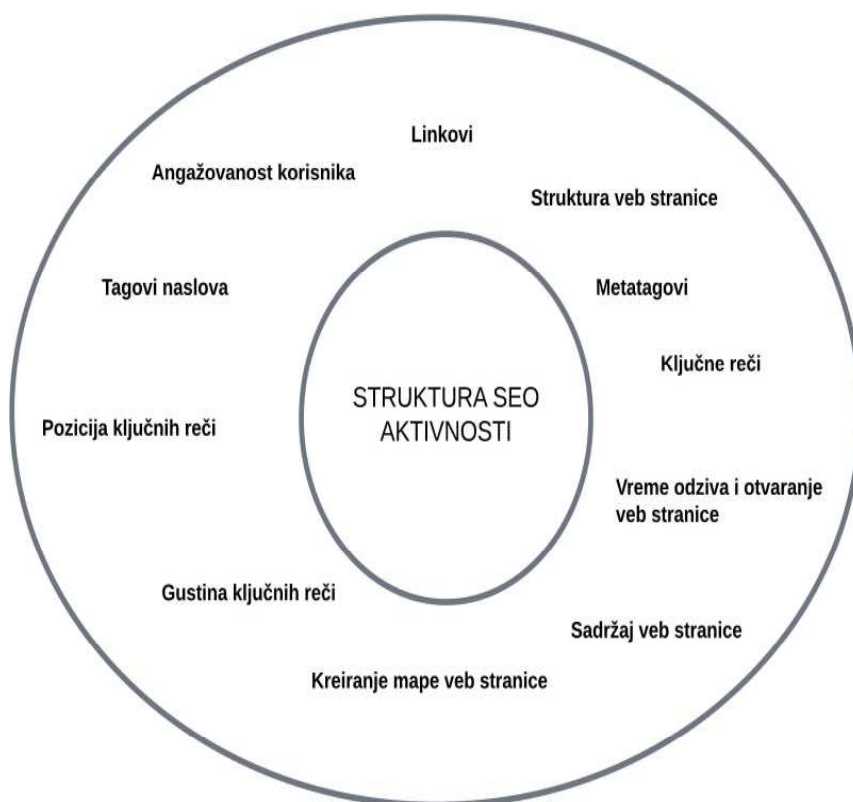 Linkovi
Angažovanost korisnika
Struktura veb stranice
Tagovi naslova
Metatagovi
Ključne reči
STRUKTURA SEO
AKTIVNOSTI
Pozicija ključnih reči
Vreme odziva i otvaranje
veb stranice
Gustina ključnih reči
Sadržaj veb stranice
Kreiranje mape veb stranice